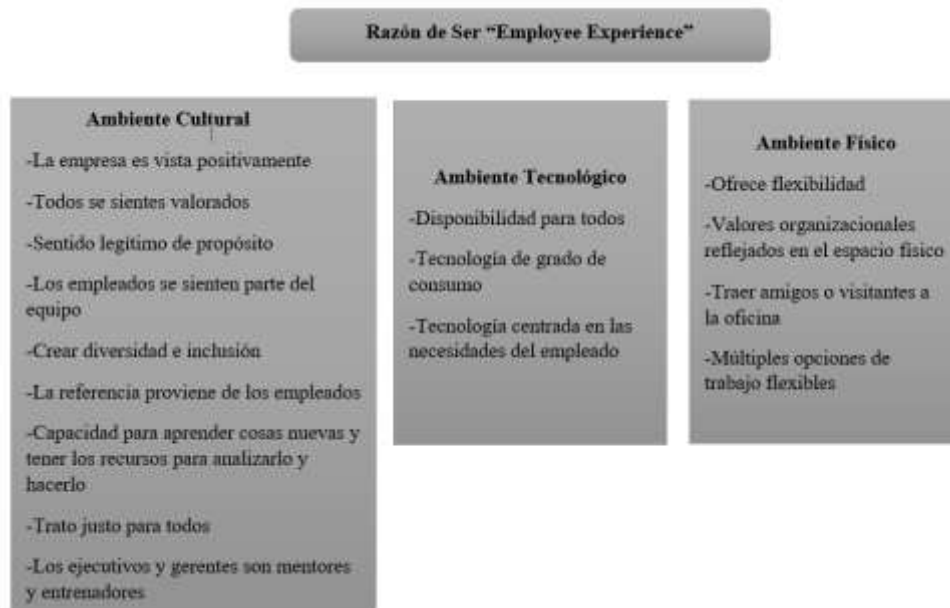 Razón de Ser “Employee Experience”
Ambiente Cultural
-La empresa es vista positivamente
-Todos se sientes valorados
-Sentido legítimo de propósito
-Los empleados se sienten parte del
equipo
-Crear diversidad e inclusión
-La referencia proviene de los empleados
-Capacidad para aprender cosas nuevas y
tener los recursos para analizarlo y
hacerlo
-Trato justo para todos
-Los ejecutivos y gerentes son mentores
y entrenadores
Ambiente Tecnológico
-Disponibilidad para todos
-Tecnología de grado de
consumo
-Tecnología centrada en las
necesidades del empleado
Ambiente Físico
-Ofrece flexibilidad
-Valores organizacionales
reflejados en el espacio físico
-Traer amigos o visitantes a
la oficina
-Múltiples opciones de
trabajo flexibles